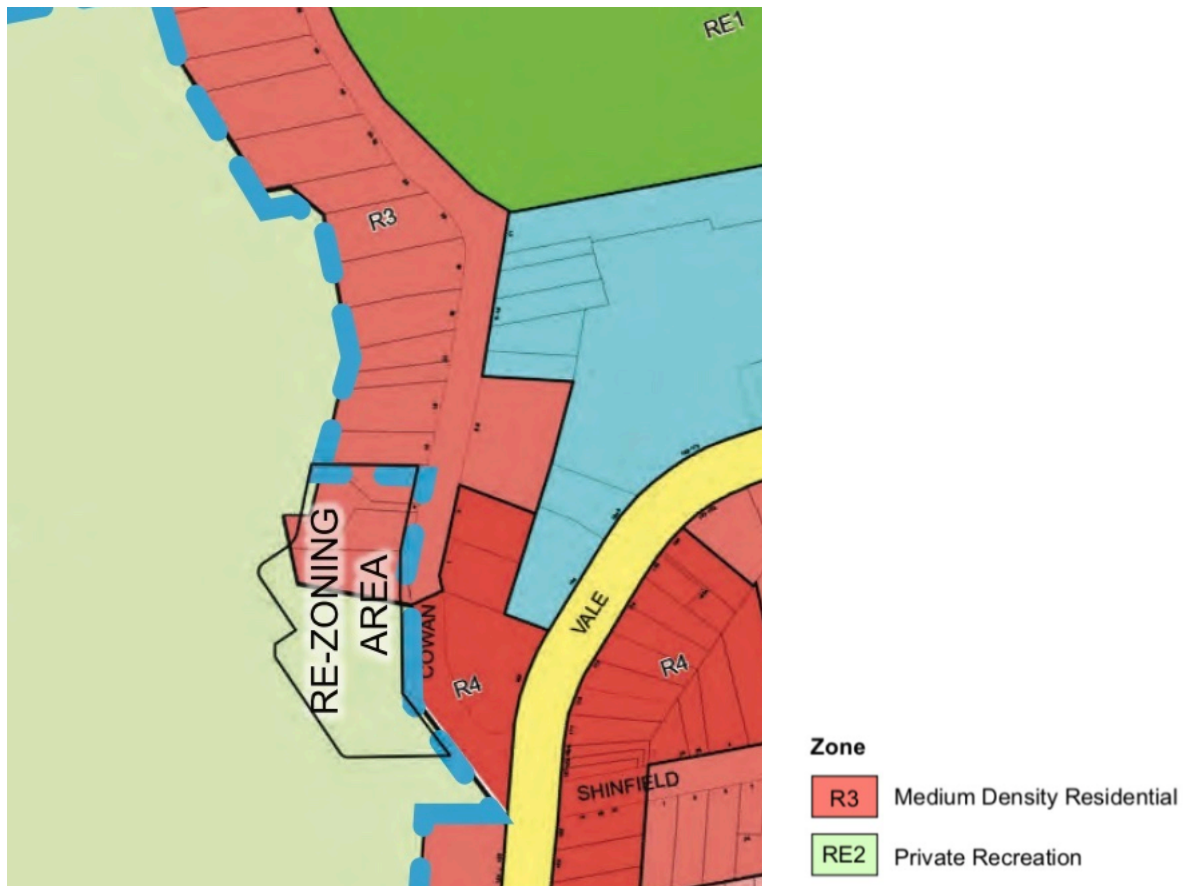 RE1
R3
RE-ZONING
AREA
COWAN
VALE
R4
R4
SHINFIELD
Zone
R3 Medium Density Residential
RE2 Private Recreation